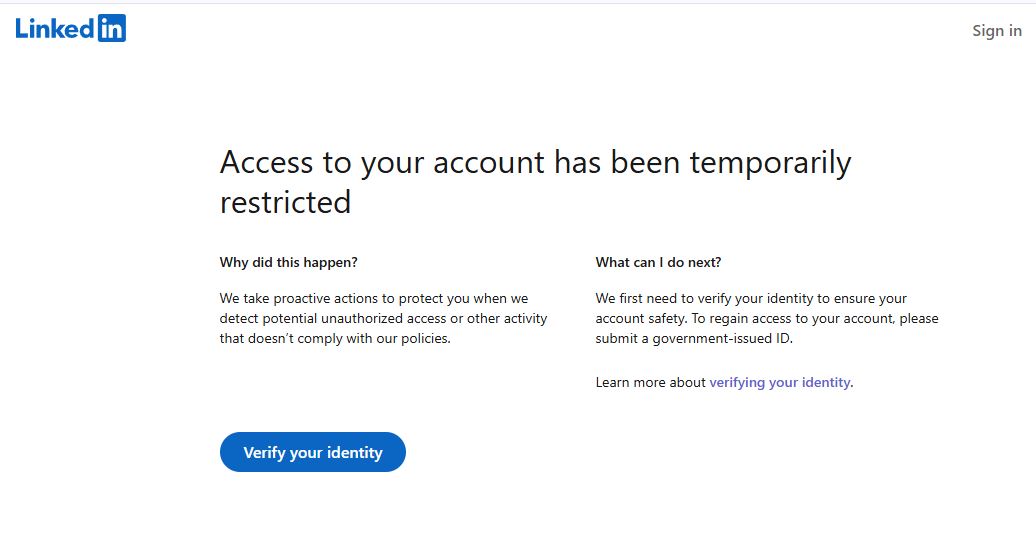 LinkedIn
Sign in
Access to your account has been temporarily
restricted
Why did this happen?
We take proactive actions to protect you when we
detect potential unauthorized access or other activity
that doesn’t comply with our policies.
What can I do next?
We first need to verify your identity to ensure your
account safety. To regain access to your account, please
submit a government-issued ID.
Learn more about verifying your identity.
Verify your identity